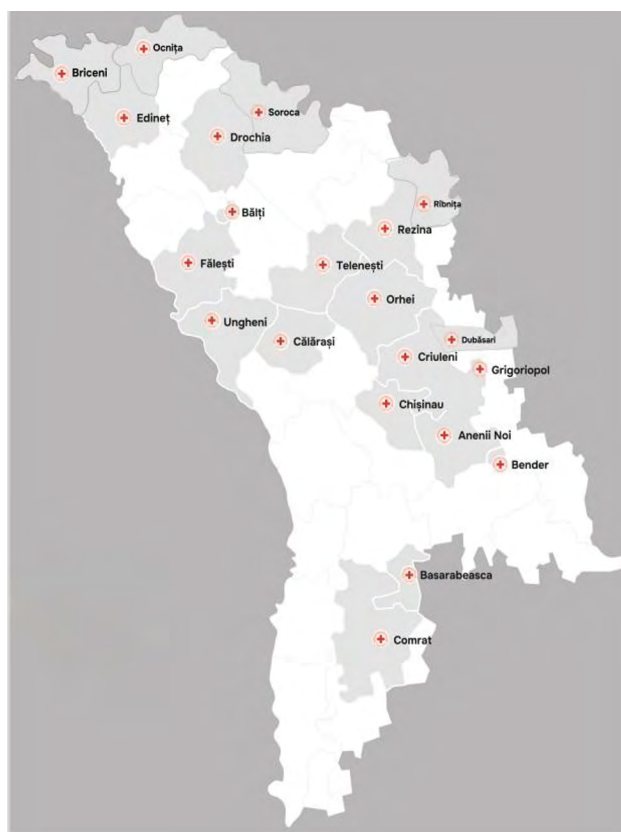 Ocnița
Briceni
Edineț
Soroca
Drochia
Rîbnița
Bălți
Rezina
Fălești
Telenești
Orhei
Ungheni
Călărași
Dubăsari
Criuleni
Grigoriopol
Chișinau
Anenii Noi
Bender
Basarabeasca
Comrat